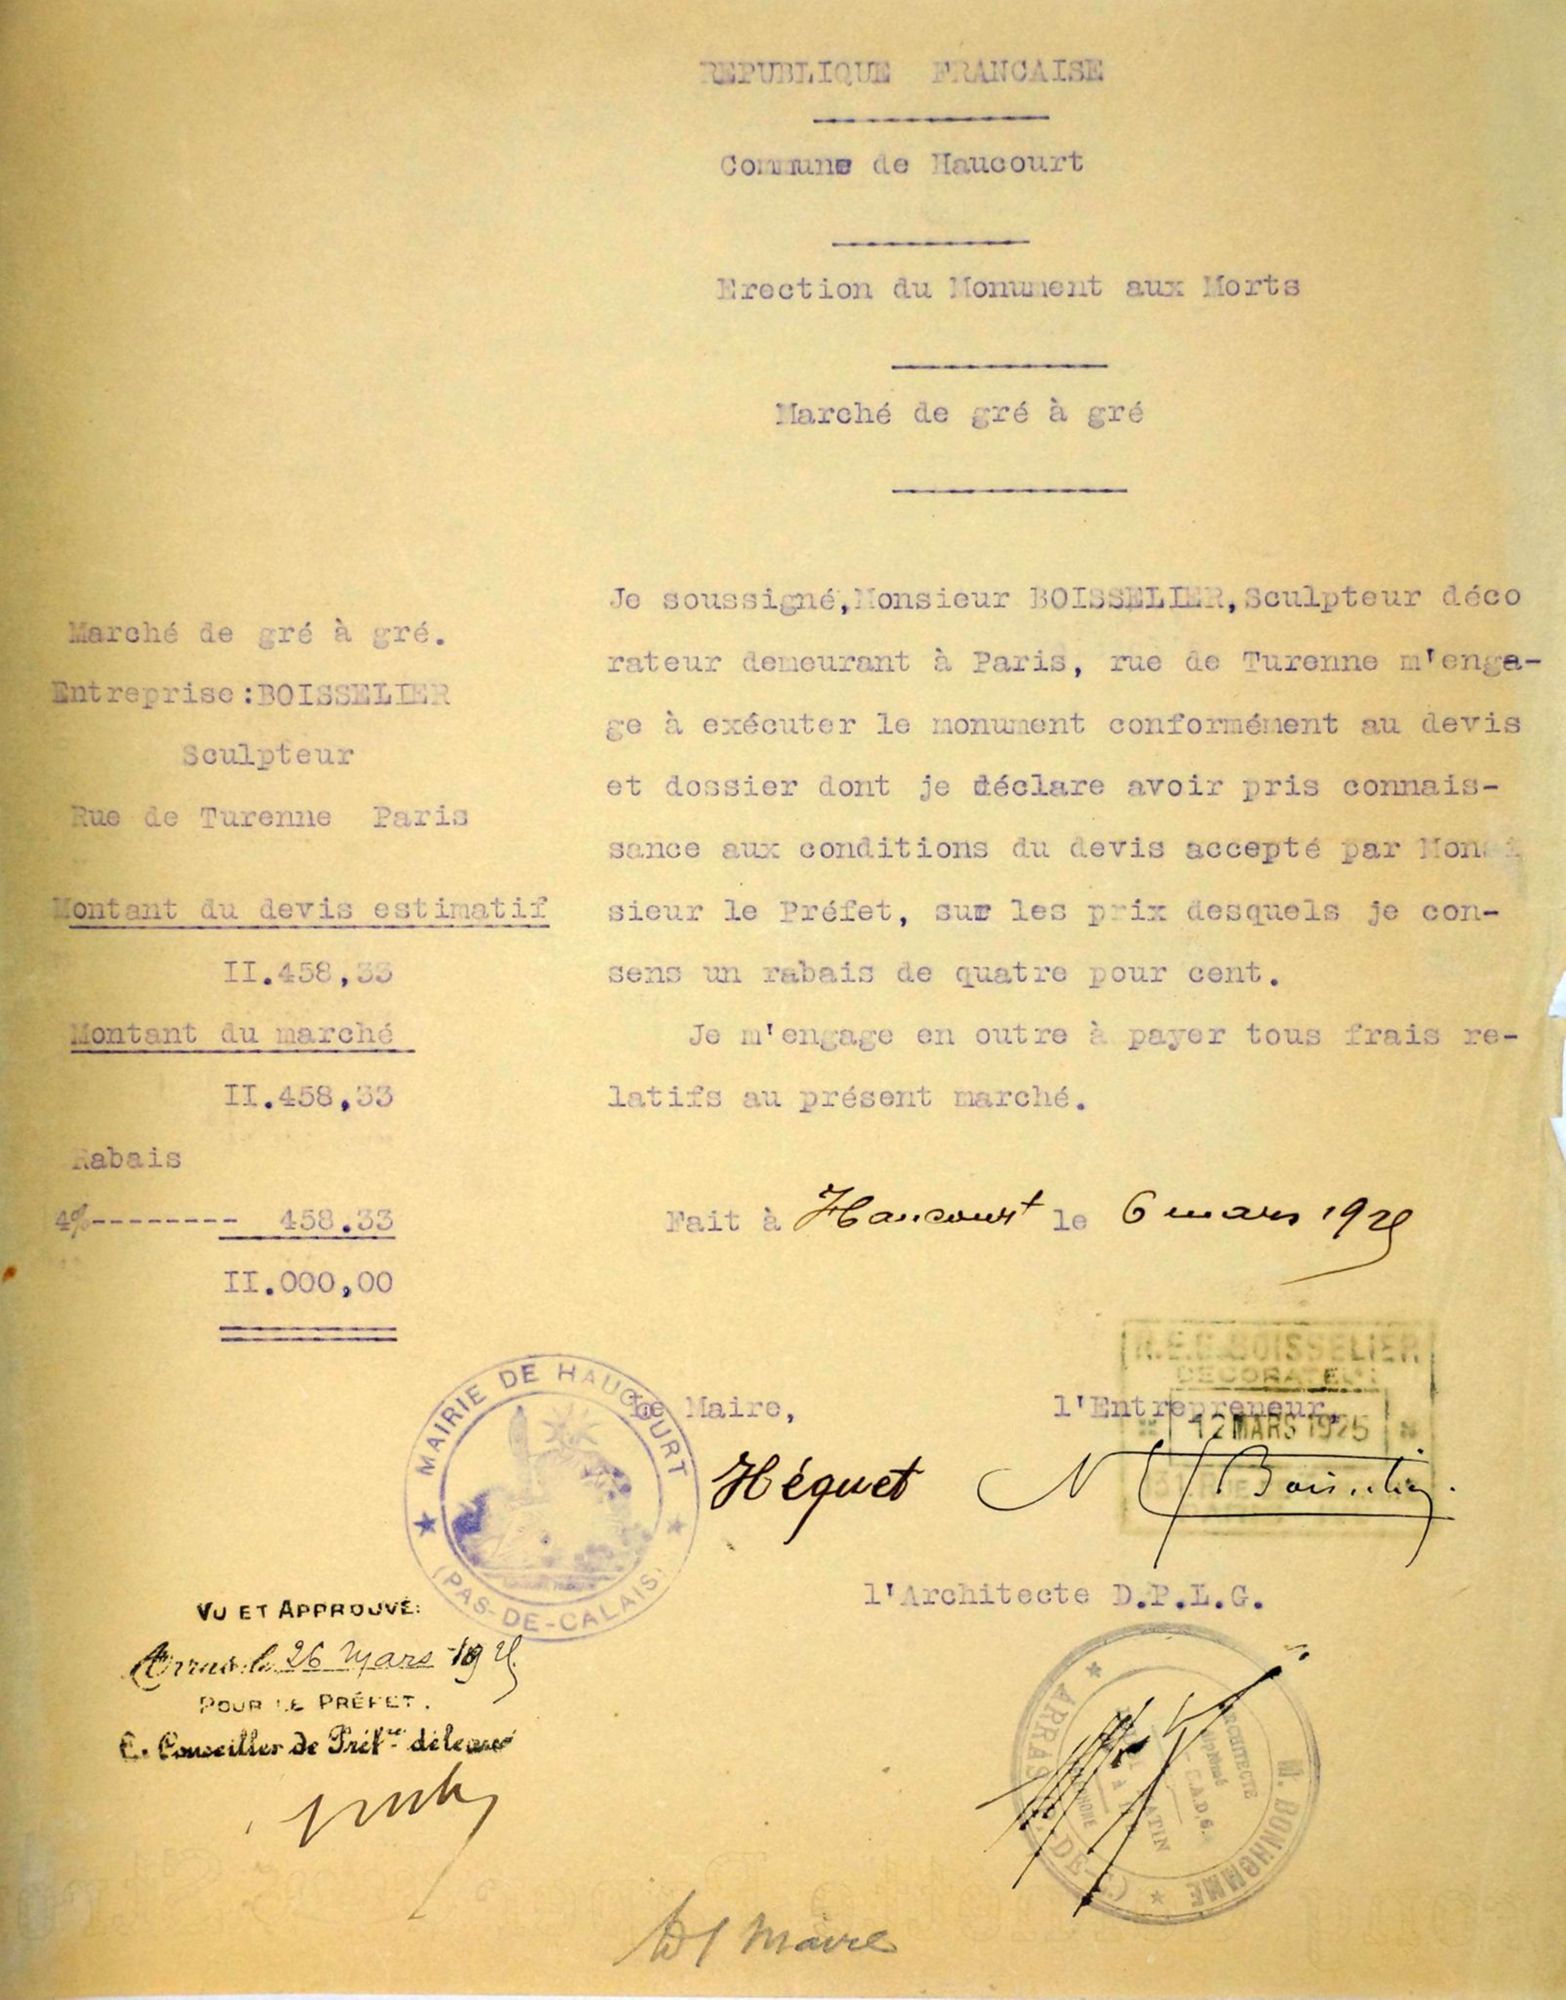 REPUBLIQUE FRANCAISE
Commune de Haucourt
Erection du Monument aux Morts
Marché de gré à gré
Marché de gré à gré.
Entreprise:BOISSELIER
Sculpteur
Rue de Turenne Paris
Montant du devis estimatif
II.458,33
Montant du marché
II.458,33
Rabais
4%-------- 458.33
II.000,00
Je soussigné,Monsieur BOISSELIER,Sculpteur déco
rateur demeurant à Paris, rue de Turenne m'enga-
ge à exécuter le monument conformément au devis
et dossier dont je déclare avoir pris connais-
sance aux conditions du devis accepté par Mon
sieur le Préfet, sur les prix desquels je con-
sens un rabais de quatre pour cent.
Je m'engage en outre à payer tous frais re-
latifs au présent marché.
Fait à Haucourt le 6 mars 1925
N.E.C.BOISSELIER
DECORATEUR
12 MARS 1925
MAIRIE DE HAUCOURT
(PAS-DE-CALAIS)
Le Maire,
l'Entrepreneur,
Héquet
Boisselier
l'Architecte D.P.L.G.
M. BONHOMME
ARRAS
ARCHITECTE
VU ET APPROUVÉ:
Arras, le 26 Mars 1925
POUR LE PRÉFET.
Conseiller de Préf.re délégué
Maire